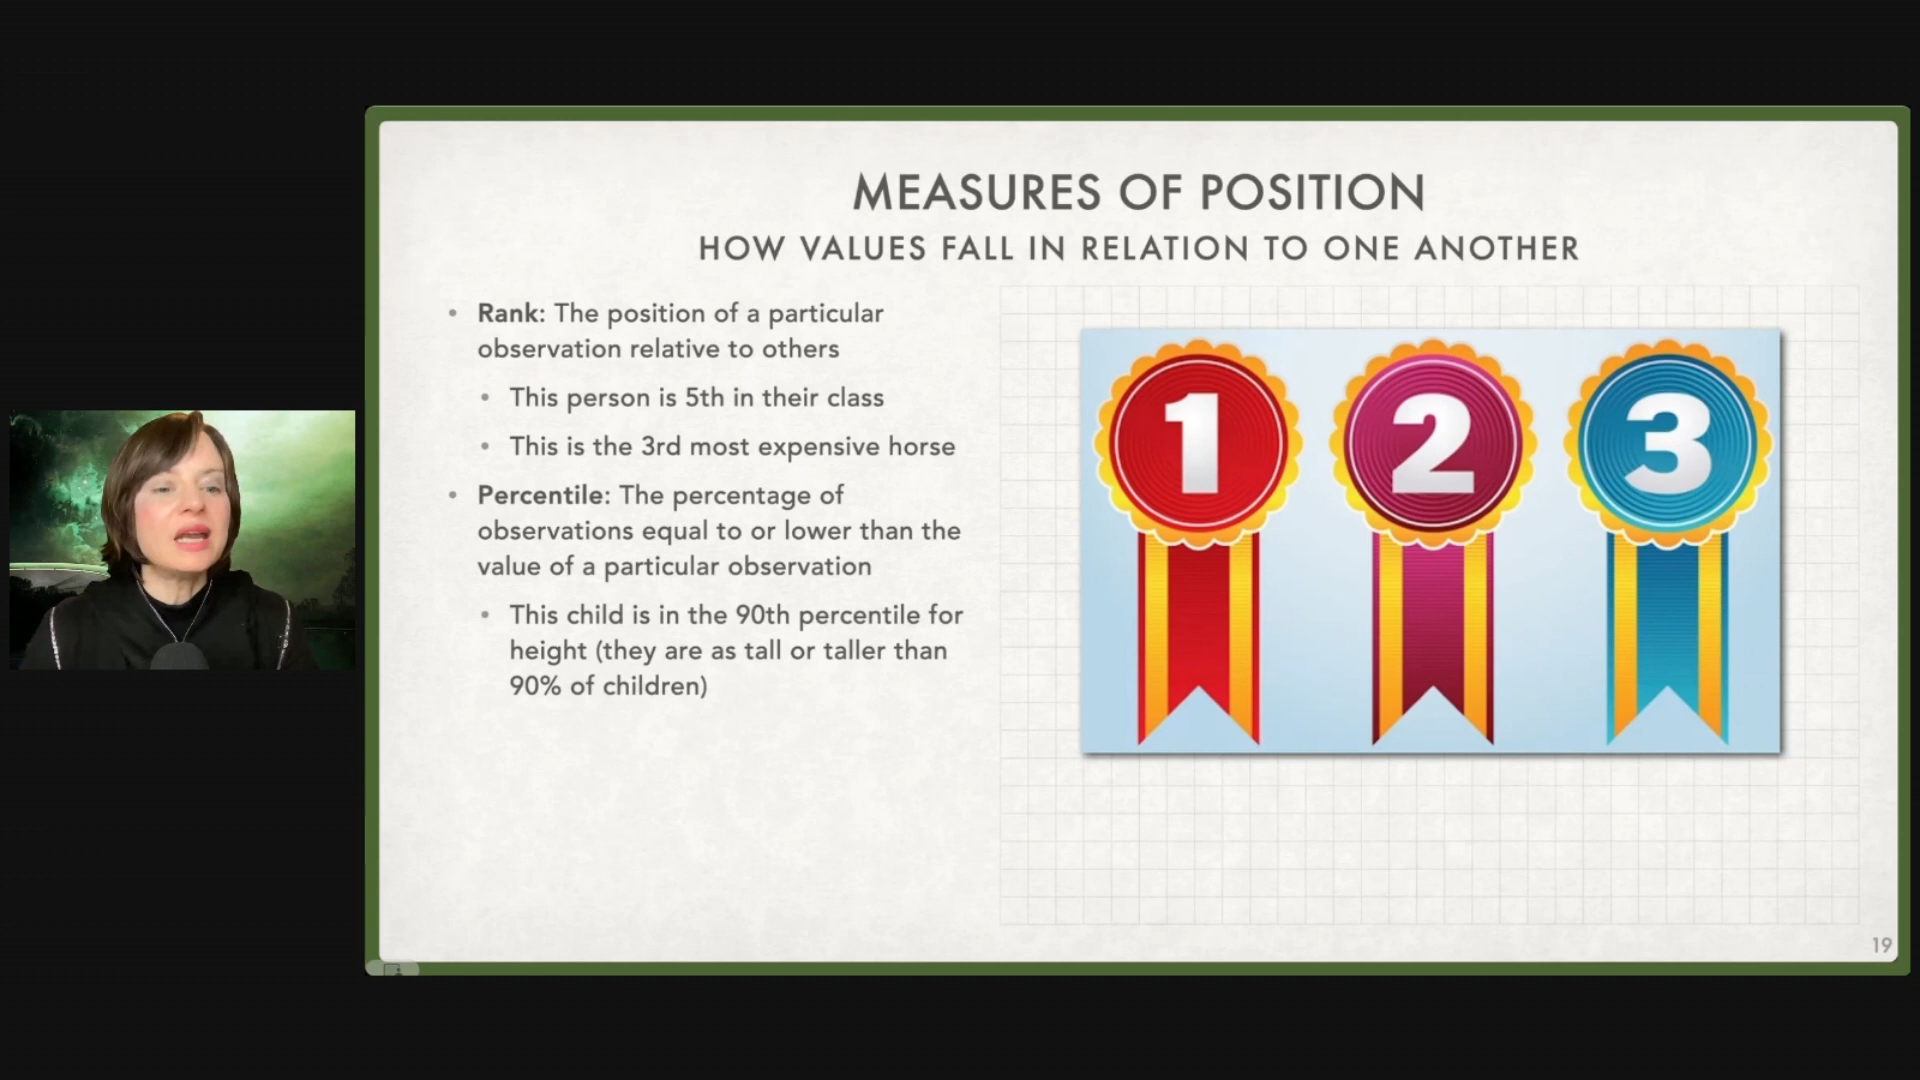 MEASURES OF POSITION
HOW VALUES FALL IN RELATION TO ONE ANOTHER
• Rank: The position of a particular
observation relative to others
• This person is 5th in their class
• This is the 3rd most expensive horse
• Percentile: The percentage of
observations equal to or lower than the
value of a particular observation
• This child is in the 90th percentile for
height (they are as tall or taller than
90% of children)
1 2 3
19